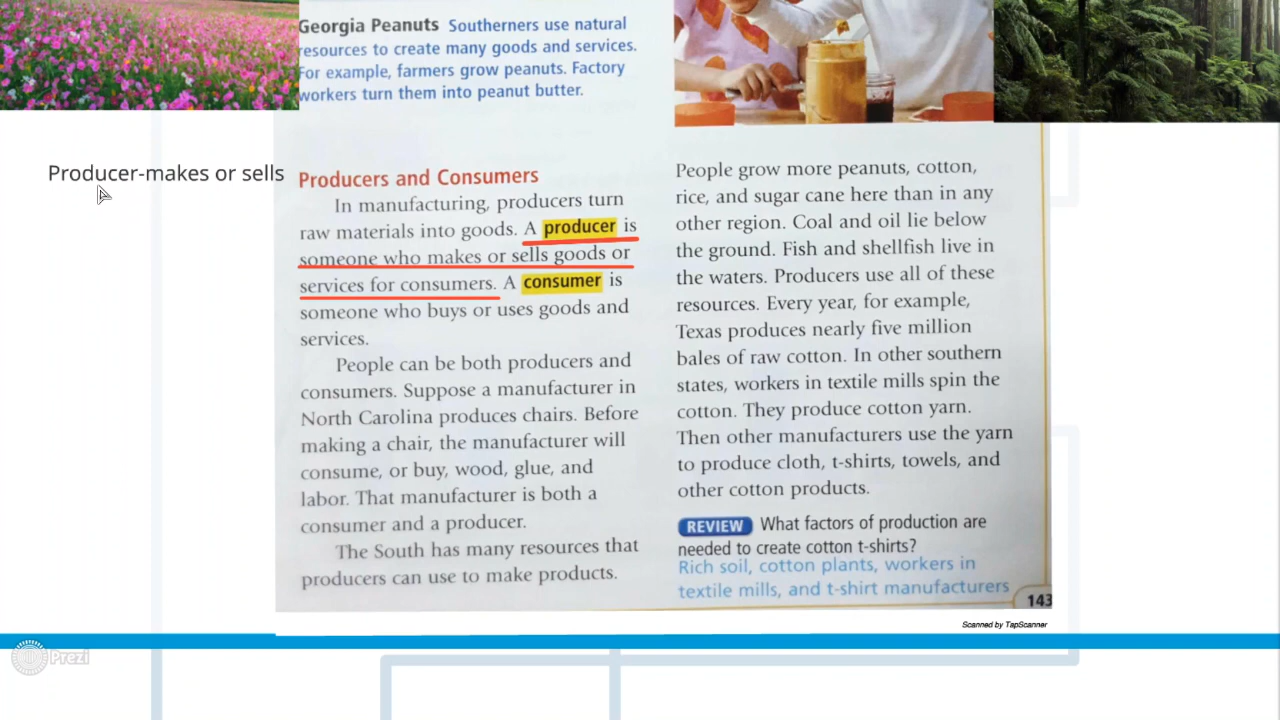 Georgia Peanuts Southerners use natural
resources to create many goods and services.
For example, farmers grow peanuts. Factory
workers turn them into peanut butter.
Producer-makes or sells
Producers and Consumers
In manufacturing, producers turn
raw materials into goods. A producer is
someone who makes or sells goods or
services for consumers. A consumer is
someone who buys or uses goods and
services.
People can be both producers and
consumers. Suppose a manufacturer in
North Carolina produces chairs. Before
making a chair, the manufacturer will
consume, or buy, wood, glue, and
labor. That manufacturer is both a
consumer and a producer.
The South has many resources that
producers can use to make products.
People grow more peanuts, cotton,
rice, and sugar cane here than in any
other region. Coal and oil lie below
the ground. Fish and shellfish live in
the waters. Producers use all of these
resources. Every year, for example,
Texas produces nearly five million
bales of raw cotton. In other southern
states, workers in textile mills spin the
cotton. They produce cotton yarn.
Then other manufacturers use the yarn
to produce cloth, t-shirts, towels, and
other cotton products.
REVIEW What factors of production are
needed to create cotton t-shirts?
Rich soil, cotton plants, workers in
textile mills, and t-shirt manufacturers
143
Scanned by TapScanner
Prezi